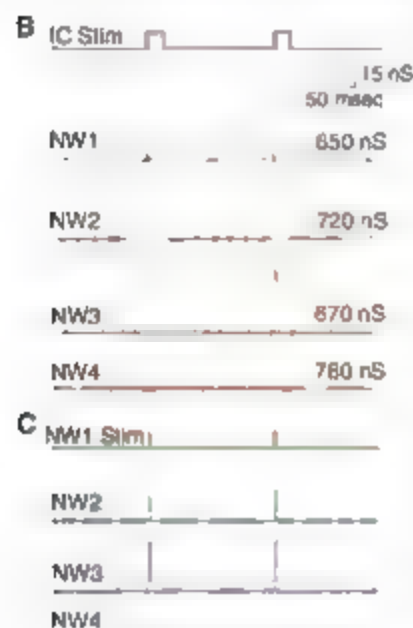 B IC Stim
15 nS
50 msec
NW1 650 nS
NW2 720 nS
NW3 670 nS
NW4 760 nS
C NW1 Stim
NW2
NW3
NW4